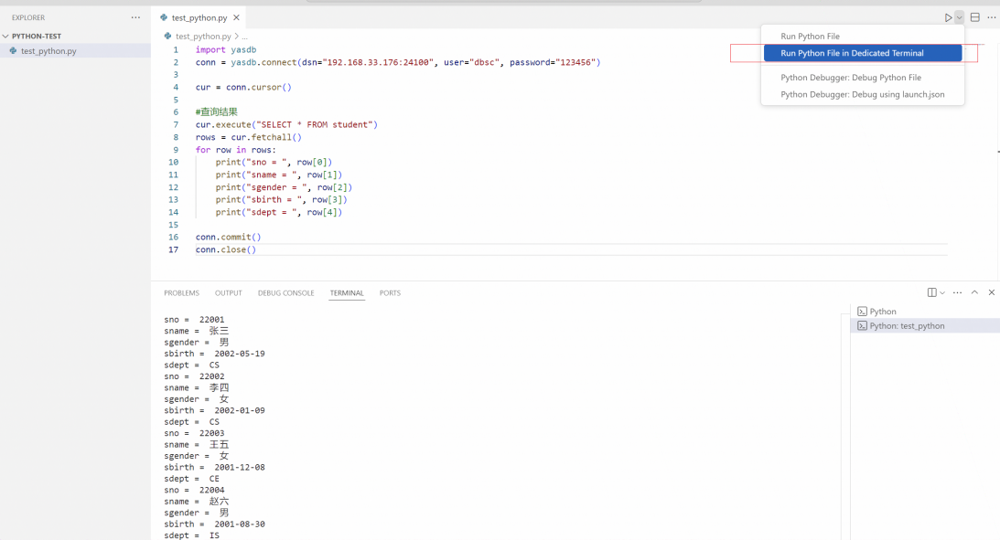 EXPLORER ···
PYTHON-TEST
test_python.py
test_python.py ×
test_python.py > ...
Run Python File
Run Python File in Dedicated Terminal
Python Debugger: Debug Python File
Python Debugger: Debug using launch.json
1 import yasdb
2 conn = yasdb.connect(dsn="192.168.33.176:24100", user="dbsc", password="123456")
4 cur = conn.cursor()
5
6 #查询结果
7 cur.execute("SELECT * FROM student")
8 rows = cur.fetchall()
9 for row in rows:
10 print("sno = ", row[0])
11 print("sname = ", row[1])
12 print("sgender = ", row[2])
13 print("sbirth = ", row[3])
14 print("sdept = ", row[4])
15
16 conn.commit()
17 conn.close()
PROBLEMS OUTPUT DEBUG CONSOLE TERMINAL PORTS
sno =  22001
sname =  张三
sgender =  男
sbirth =  2002-05-19
sdept =  CS
sno =  22002
sname =  李四
sgender =  女
sbirth =  2002-01-09
sdept =  CS
sno =  22003
sname =  王五
sgender =  女
sbirth =  2001-12-08
sdept =  CE
sno =  22004
sname =  赵六
sgender =  男
sbirth =  2001-08-30
sdept =  IS
Python
Python: test_python